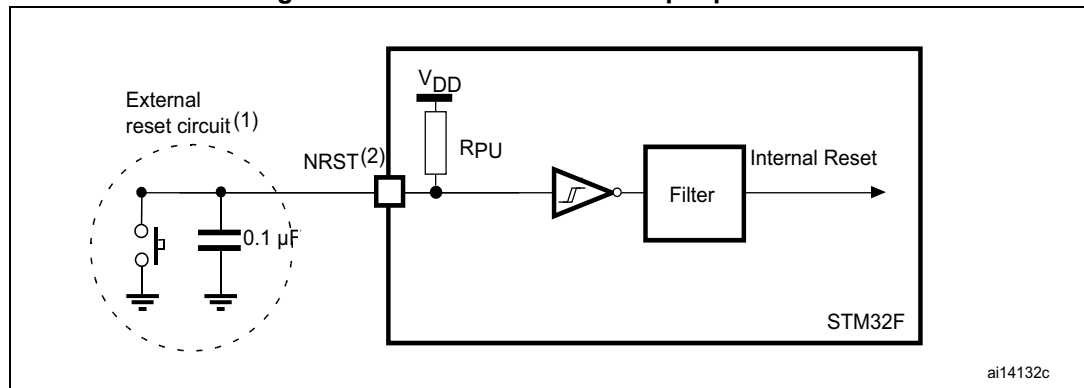 External
reset circuit(1)
NRST(2)
VDD
RPU
Internal Reset
Filter
0.1 µF
STM32F
ai14132c